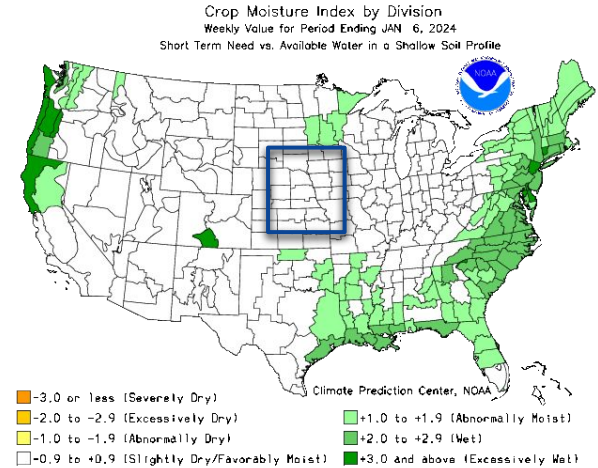 Crop Moisture Index by Division
Weekly Value for Period Ending JAN 6, 2024
Short Term Need vs. Available Water in a Shallow Soil Profile
NOAA
Climate Prediction Center, NOAA
-3.0 or less (Severely Dry)
-2.0 to -2.9 (Excessively Dry)
-1.0 to -1.9 (Abnormally Dry)
-0.9 to +0.9 (Slightly Dry/Favorably Moist)
+1.0 to +1.9 (Abnormally Moist)
+2.0 to +2.9 (Wet)
+3.0 and above (Excessively Wet)